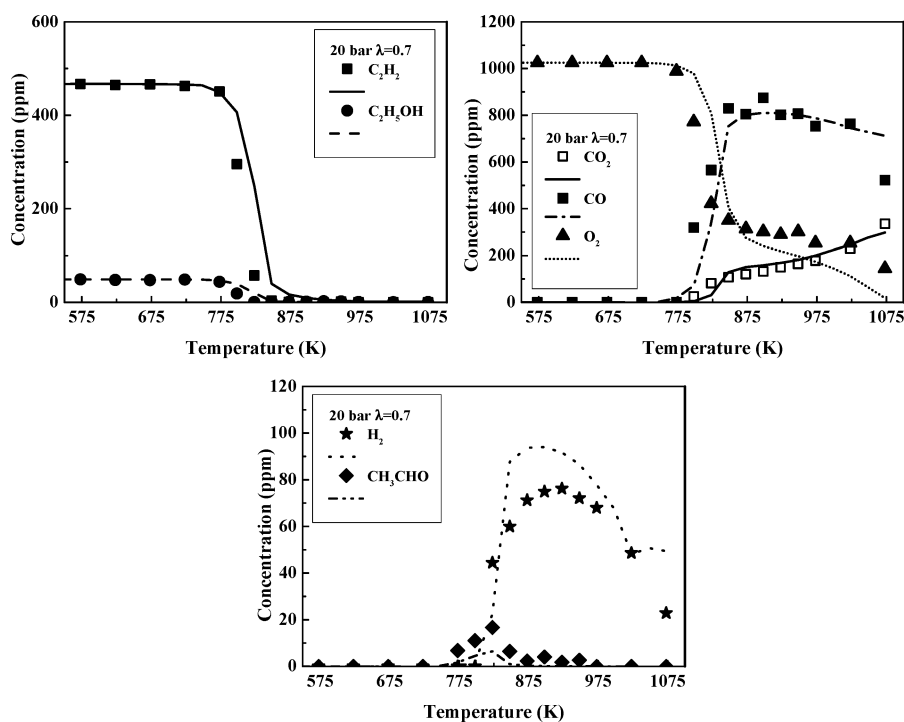 600
400
200
0
Concentration (ppm)
20 bar λ=0.7
C₂H₂
C₂H₅OH
575 675 775 875 975 1075
Temperature (K)
1200
1000
800
600
400
200
0
Concentration (ppm)
20 bar λ=0.7
CO₂
CO
O₂
575 675 775 875 975 1075
Temperature (K)
120
100
80
60
40
20
0
Concentration (ppm)
20 bar λ=0.7
H₂
CH₃CHO
575 675 775 875 975 1075
Temperature (K)